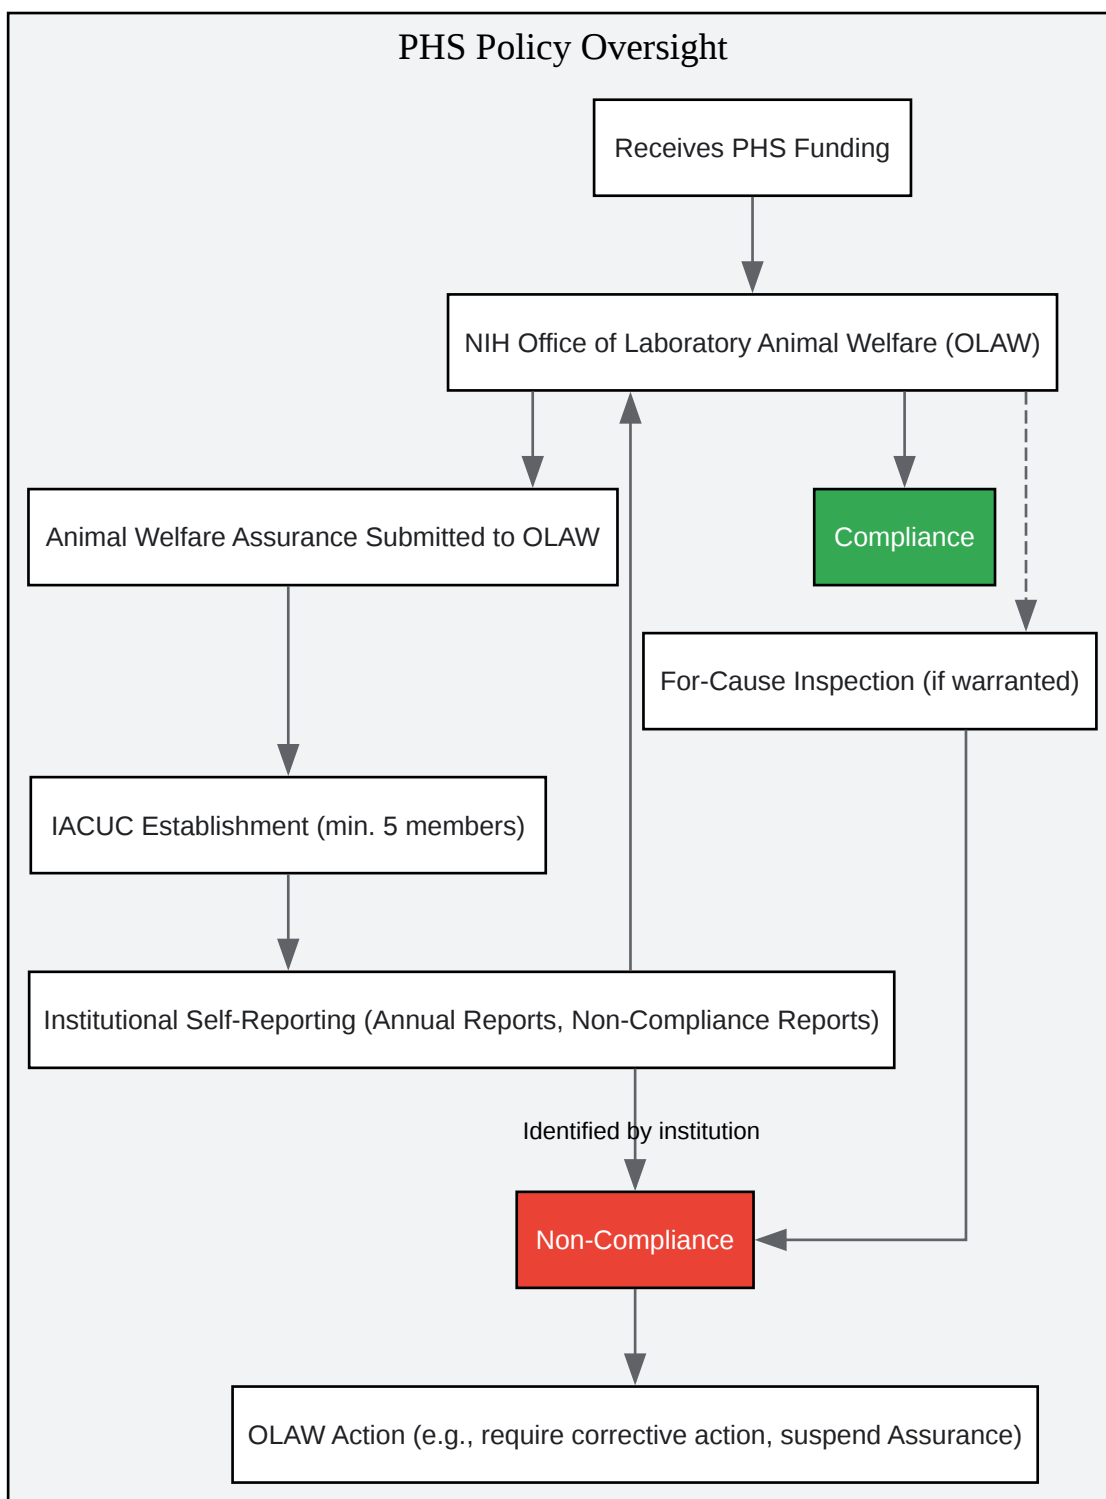 PHS Policy Oversight
Receives PHS Funding
NIH Office of Laboratory Animal Welfare (OLAW)
Animal Welfare Assurance Submitted to OLAW
Compliance
For-Cause Inspection (if warranted)
IACUC Establishment (min. 5 members)
Institutional Self-Reporting (Annual Reports, Non-Compliance Reports)
Identified by institution
Non-Compliance
OLAW Action (e.g., require corrective action, suspend Assurance)